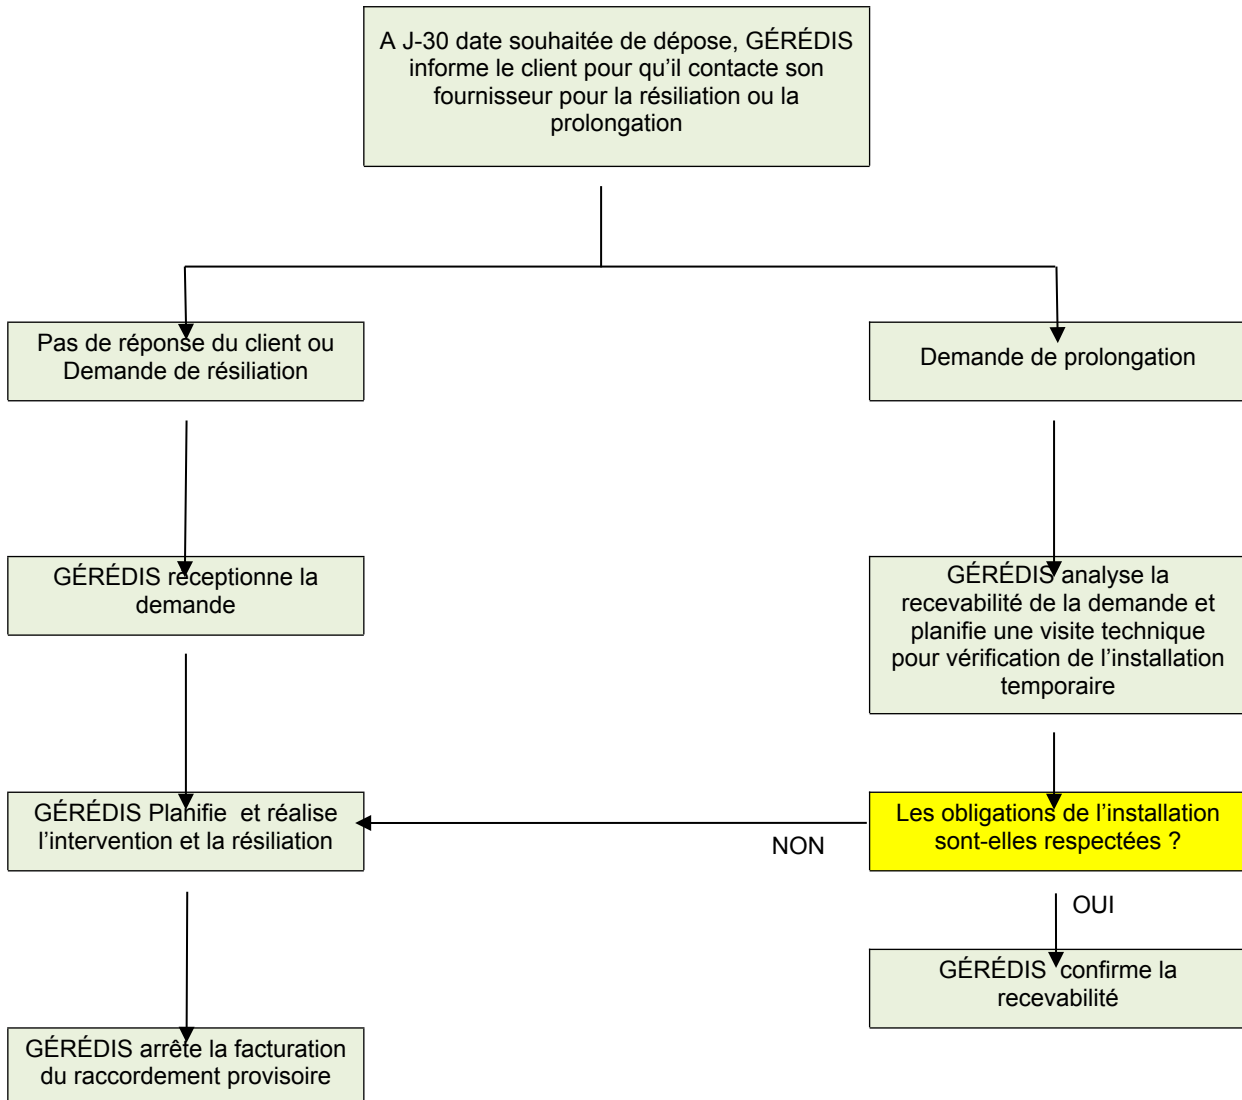 A J-30 date souhaitée de dépose, GÉRÉDIS
informe le client pour qu'il contacte son
fournisseur pour la résiliation ou la
prolongation
Pas de réponse du client ou
Demande de résiliation
Demande de prolongation
GÉRÉDIS réceptionne la
demande
GÉRÉDIS analyse la
recevabilité de la demande et
planifie une visite technique
pour vérification de l'installation
temporaire
GÉRÉDIS Planifie et réalise
l'intervention et la résiliation
NON
Les obligations de l'installation
sont-elles respectées ?
OUI
GÉRÉDIS confirme la
recevabilité
GÉRÉDIS arrête la facturation
du raccordement provisoire